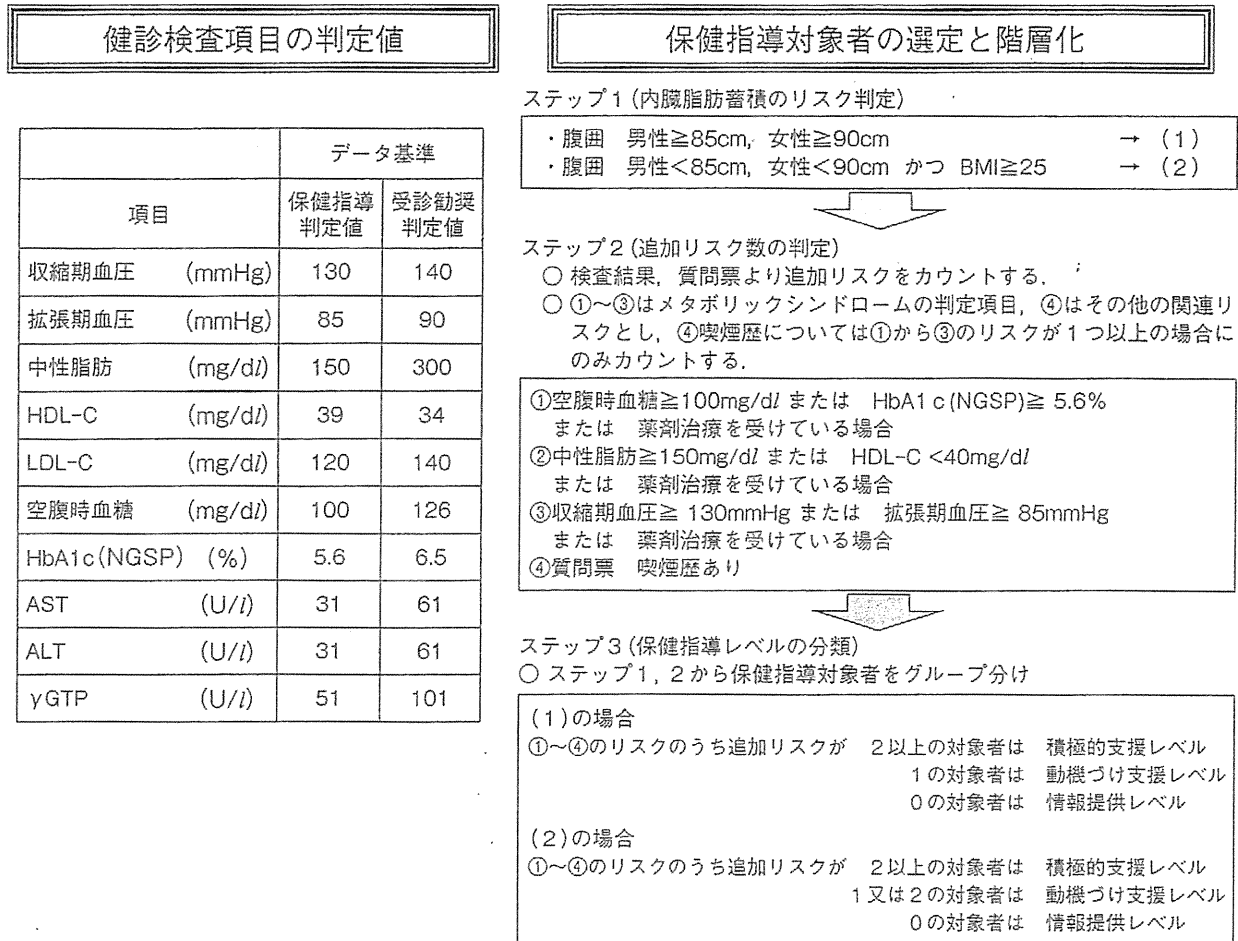 健診検査項目の判定値
データ基準
項目 保健指導判定値 受診勧奨判定値
収縮期血圧 (mmHg) 130 140
拡張期血圧 (mmHg) 85 90
中性脂肪 (mg/dl) 150 300
HDL-C (mg/dl) 39 34
LDL-C (mg/dl) 120 140
空腹時血糖 (mg/dl) 100 126
HbA1c(NGSP) (%) 5.6 6.5
AST (U/l) 31 61
ALT (U/l) 31 61
γGTP (U/l) 51 101
保健指導対象者の選定と階層化
ステップ1(内臓脂肪蓄積のリスク判定)
・腹囲 男性≧85cm, 女性≧90cm → (1)
・腹囲 男性<85cm, 女性<90cm かつ BMI≧25 → (2)
ステップ2(追加リスク数の判定)
○検査結果, 質問票より追加リスクをカウントする.
○①~③はメタボリックシンドロームの判定項目, ④はその他の関連リ
スクとし, ④喫煙歴については①から③のリスクが1つ以上の場合に
のみカウントする.
①空腹時血糖≧100mg/dl または HbA1c(NGSP)≧ 5.6%
または 薬剤治療を受けている場合
②中性脂肪≧150mg/dl または HDL-C <40mg/dl
または 薬剤治療を受けている場合
③収縮期血圧≧ 130mmHg または 拡張期血圧≧ 85mmHg
または 薬剤治療を受けている場合
④質問票 喫煙歴あり
ステップ3(保健指導レベルの分類)
○ ステップ1, 2から保健指導対象者をグループ分け
(1)の場合
①~④のリスクのうち追加リスクが 2以上の対象者は 積極的支援レベル
1の対象者は 動機づけ支援レベル
0の対象者は 情報提供レベル
(2)の場合
①~④のリスクのうち追加リスクが 2以上の対象者は 積極的支援レベル
1又は2の対象者は 動機づけ支援レベル
0の対象者は 情報提供レベル